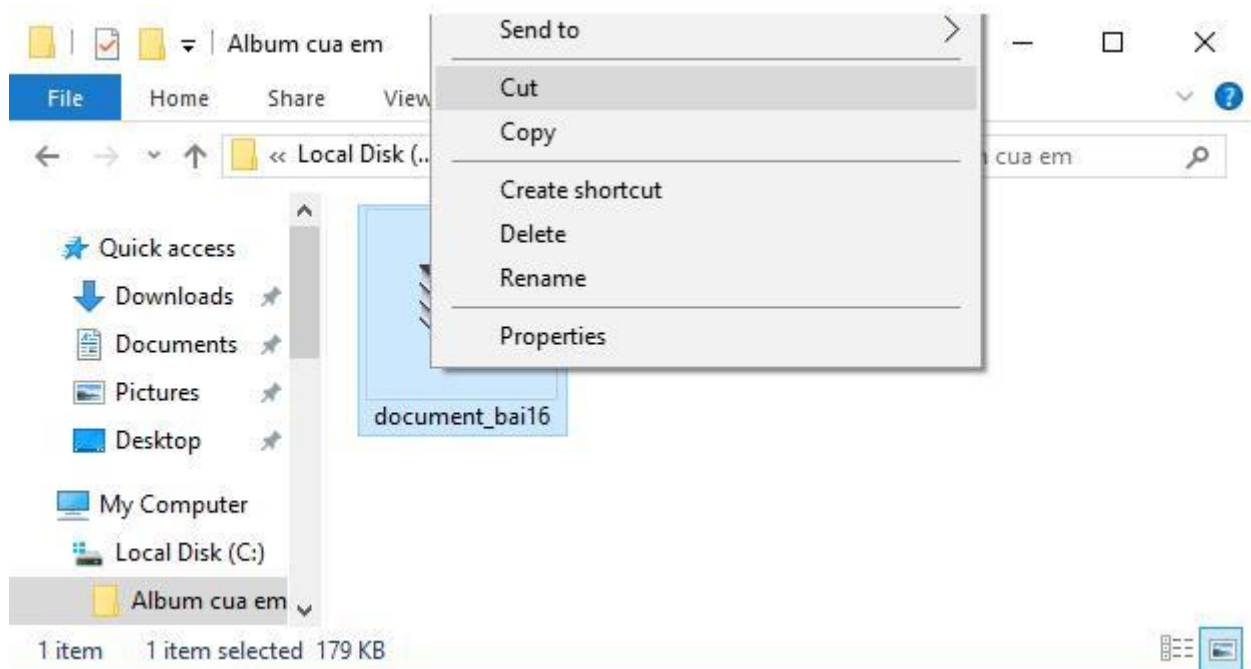 Album cua em
File Home Share View
« Local Disk (.. cua em
Send to
Cut
Copy
Create shortcut
Delete
Rename
Properties
Quick access
Downloads
Documents
Pictures
Desktop
My Computer
Local Disk (C:)
Album cua em
document_bai16
1 item 1 item selected 179 KB